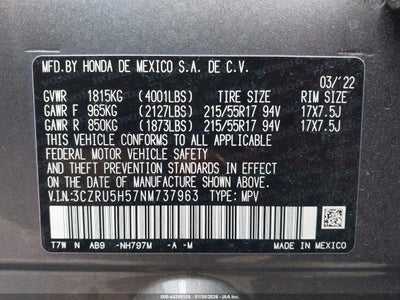 MFD.BY HONDA DE MEXICO S.A. DE C.V.
03/'22
GVWR 1815KG (4001LBS) TIRE SIZE RIM SIZE
GAWR F 965KG (2127LBS) 215/55R17 94V 17X7.5J
GAWR R 850KG (1873LBS) 215/55R17 94V 17X7.5J
THIS VEHICLE CONFORMS TO ALL APPLICABLE
FEDERAL MOTOR VEHICLE SAFETY STANDARDS IN
EFFECT ON THE DATE OF MANUFACTURE SHOWN ABOVE.
V.I.N:3CZRU5H57NM737963 TYPE: MPV
T7W N AB9 -NH797M -A -M
MADE IN MEXICO